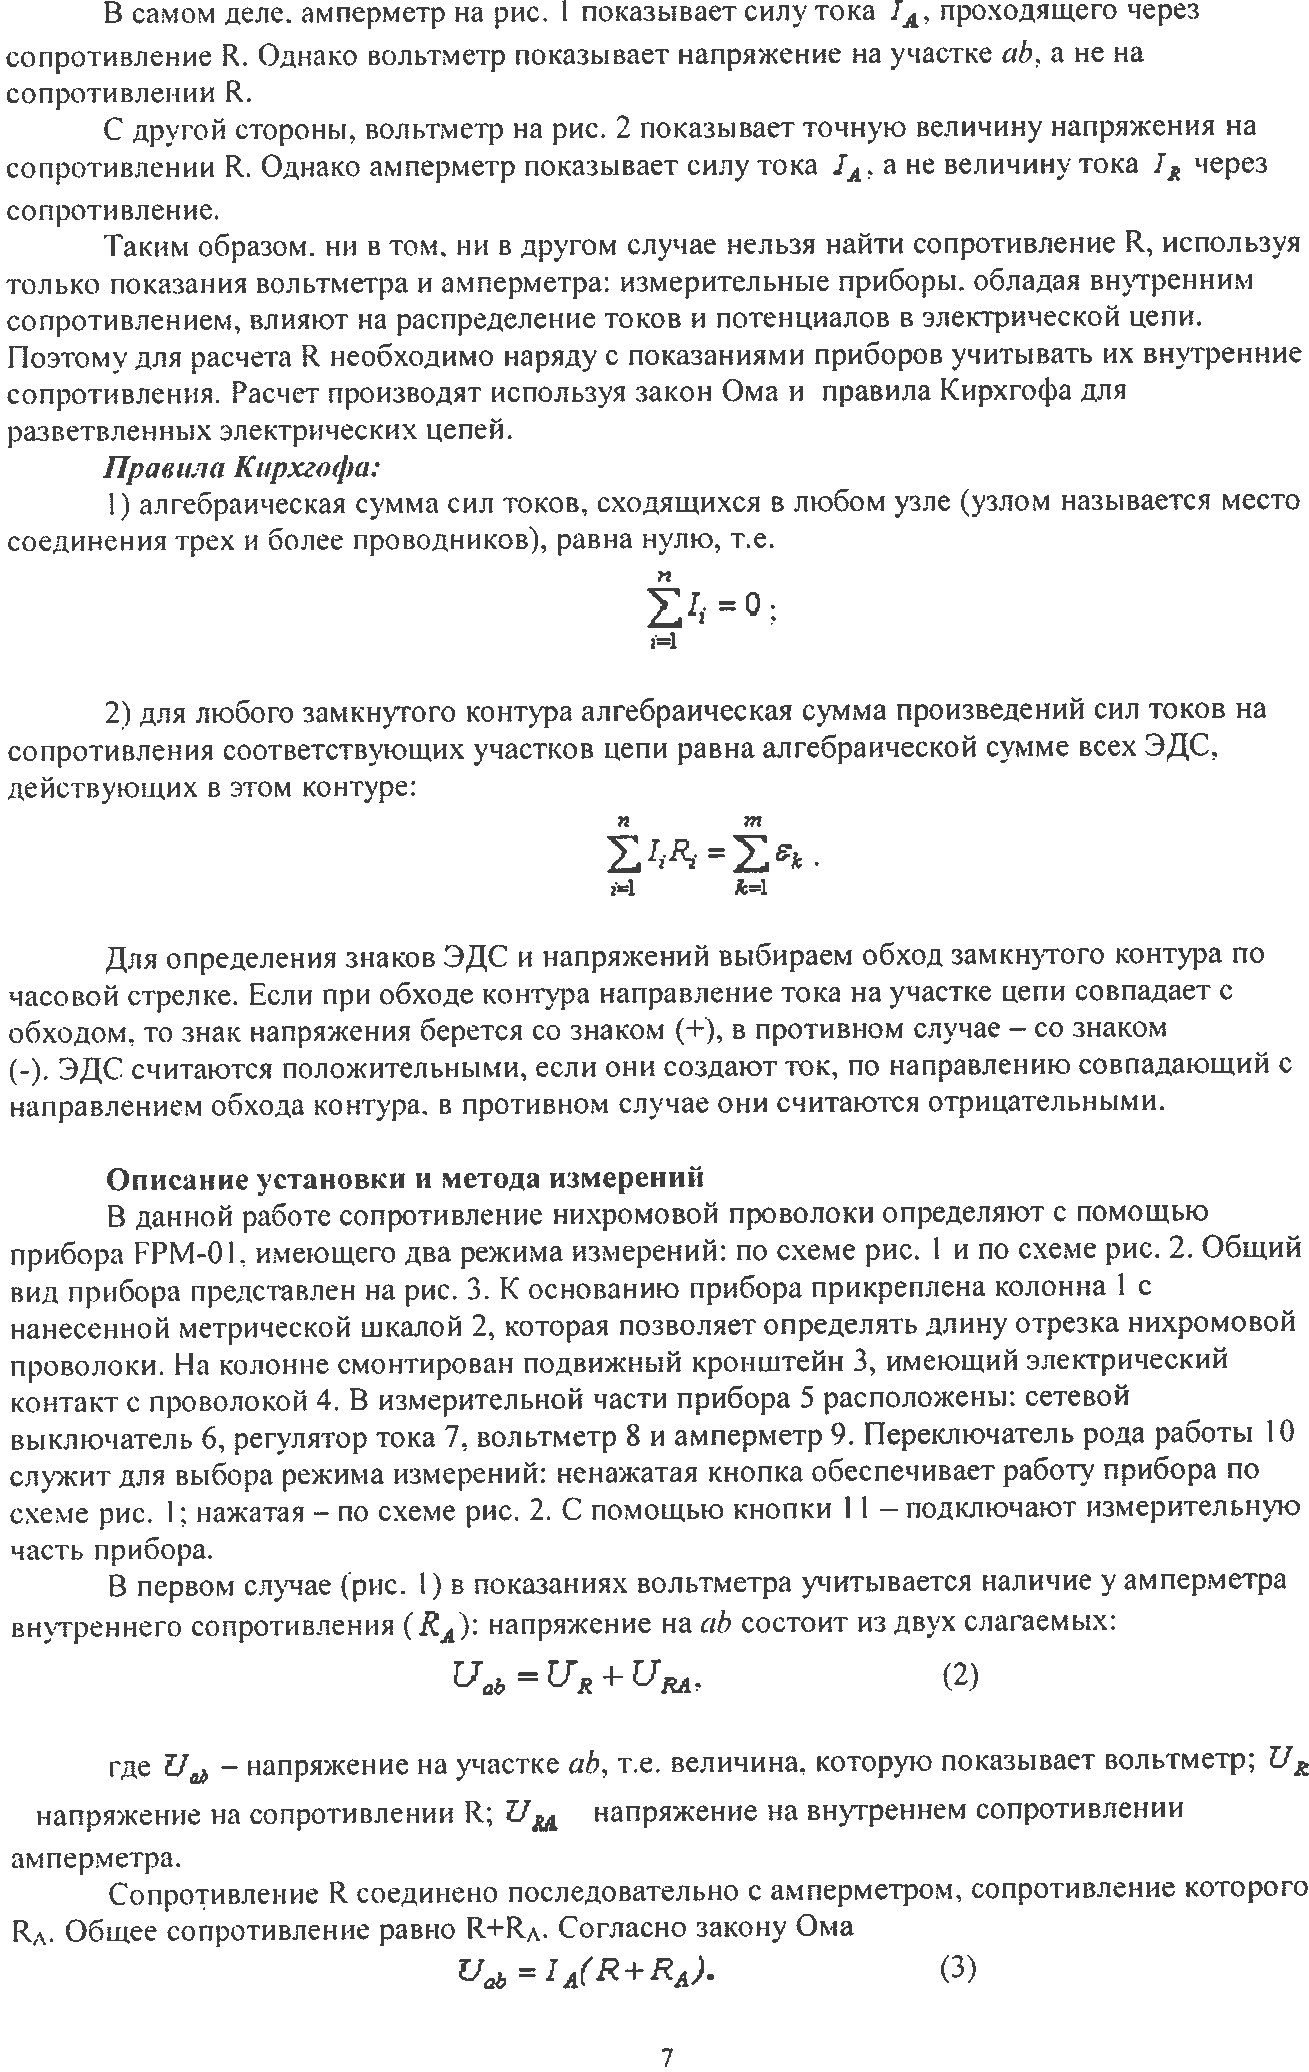 В самом деле. амперметр на рис. 1 показывает силу тока I_A, проходящего через
сопротивление R. Однако вольтметр показывает напряжение на участке ab, а не на
сопротивлении R.
С другой стороны, вольтметр на рис. 2 показывает точную величину напряжения на
сопротивлении R. Однако амперметр показывает силу тока I_A, а не величину тока I_R через
сопротивление.
Таким образом. ни в том, ни в другом случае нельзя найти сопротивление R, используя
только показания вольтметра и амперметра: измерительные приборы. обладая внутренним
сопротивлением, влияют на распределение токов и потенциалов в электрической цепи.
Поэтому для расчета R необходимо наряду с показаниями приборов учитывать их внутренние
сопротивления. Расчет производят используя закон Ома и правила Кирхгофа для
разветвленных электрических цепей.
Правила Кирхгофа:
1) алгебраическая сумма сил токов, сходящихся в любом узле (узлом называется место
соединения трех и более проводников), равна нулю, т.е.
\sum_{i=1}^{n} I_i = 0;
2) для любого замкнутого контура алгебраическая сумма произведений сил токов на
сопротивления соответствующих участков цепи равна алгебраической сумме всех ЭДС,
действующих в этом контуре:
\sum_{i=1}^{n} I_i R_i = \sum_{k=1}^{m} ε_k.
Для определения знаков ЭДС и напряжений выбираем обход замкнутого контура по
часовой стрелке. Если при обходе контура направление тока на участке цепи совпадает с
обходом, то знак напряжения берется со знаком (+), в противном случае – со знаком
(-). ЭДС считаются положительными, если они создают ток, по направлению совпадающий с
направлением обхода контура. в противном случае они считаются отрицательными.
Описание установки и метода измерений
В данной работе сопротивление нихромовой проволоки определяют с помощью
прибора FPM-01, имеющего два режима измерений: по схеме рис. 1 и по схеме рис. 2. Общий
вид прибора представлен на рис. 3. К основанию прибора прикреплена колонна 1 с
нанесенной метрической шкалой 2, которая позволяет определять длину отрезка нихромовой
проволоки. На колонне смонтирован подвижный кронштейн 3, имеющий электрический
контакт с проволокой 4. В измерительной части прибора 5 расположены: сетевой
выключатель 6, регулятор тока 7, вольтметр 8 и амперметр 9. Переключатель рода работы 10
служит для выбора режима измерений: ненажатая кнопка обеспечивает работу прибора по
схеме рис. 1; нажатая – по схеме рис. 2. С помощью кнопки 11 – подключают измерительную
часть прибора.
В первом случае (рис. 1) в показаниях вольтметра учитывается наличие у амперметра
внутреннего сопротивления (R_A): напряжение на ab состоит из двух слагаемых:
U_{ab} = U_R + U_{RA}, (2)
где U_{ab} – напряжение на участке ab, т.е. величина, которую показывает вольтметр; U_R
напряжение на сопротивлении R; U_{RA} напряжение на внутреннем сопротивлении
амперметра.
Сопротивление R соединено последовательно с амперметром, сопротивление которого
R_A. Общее сопротивление равно R+R_A. Согласно закону Ома
U_{ab} = I_A(R+R_A). (3)
7